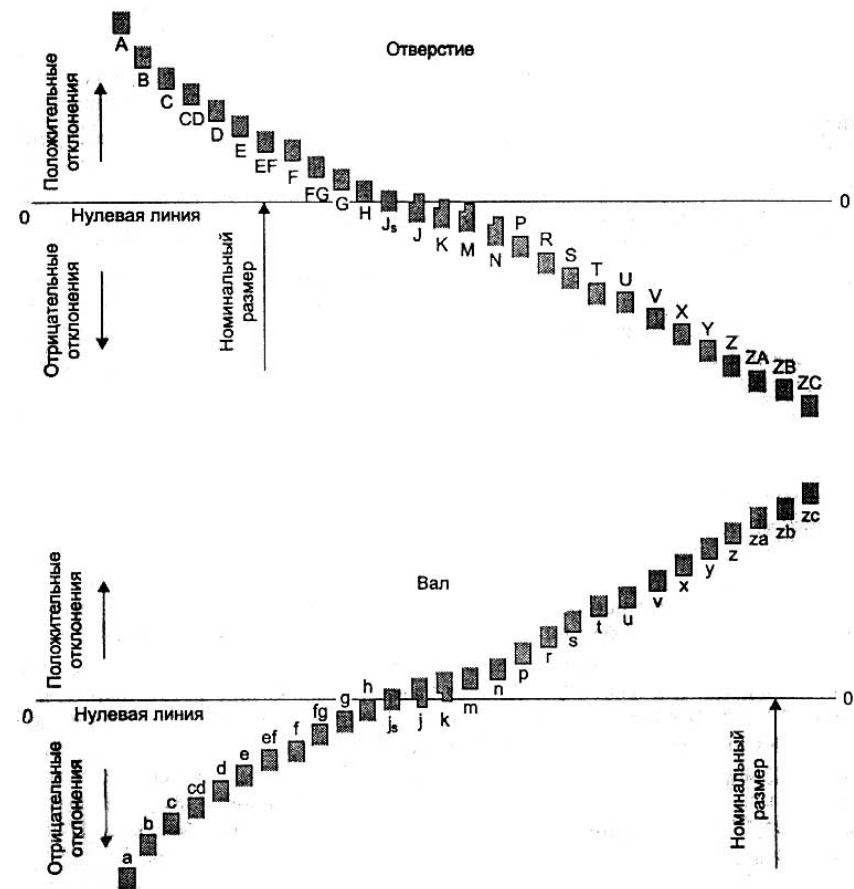 Отверстие
Положительные
отклонения
A
B
C
CD
D
E
EF
F
FG
G
H
Js
J
K
M
N
P
R
S
T
U
V
X
Y
Z
ZA
ZB
ZC
0
Нулевая линия
0
Отрицательные
отклонения
Номинальный
размер
Вал
Положительные
отклонения
a
b
c
cd
d
e
ef
f
fg
g
h
js
j
k
m
n
p
r
s
t
u
v
x
y
z
za
zb
zc
0
Нулевая линия
0
Отрицательные
отклонения
Номинальный
размер